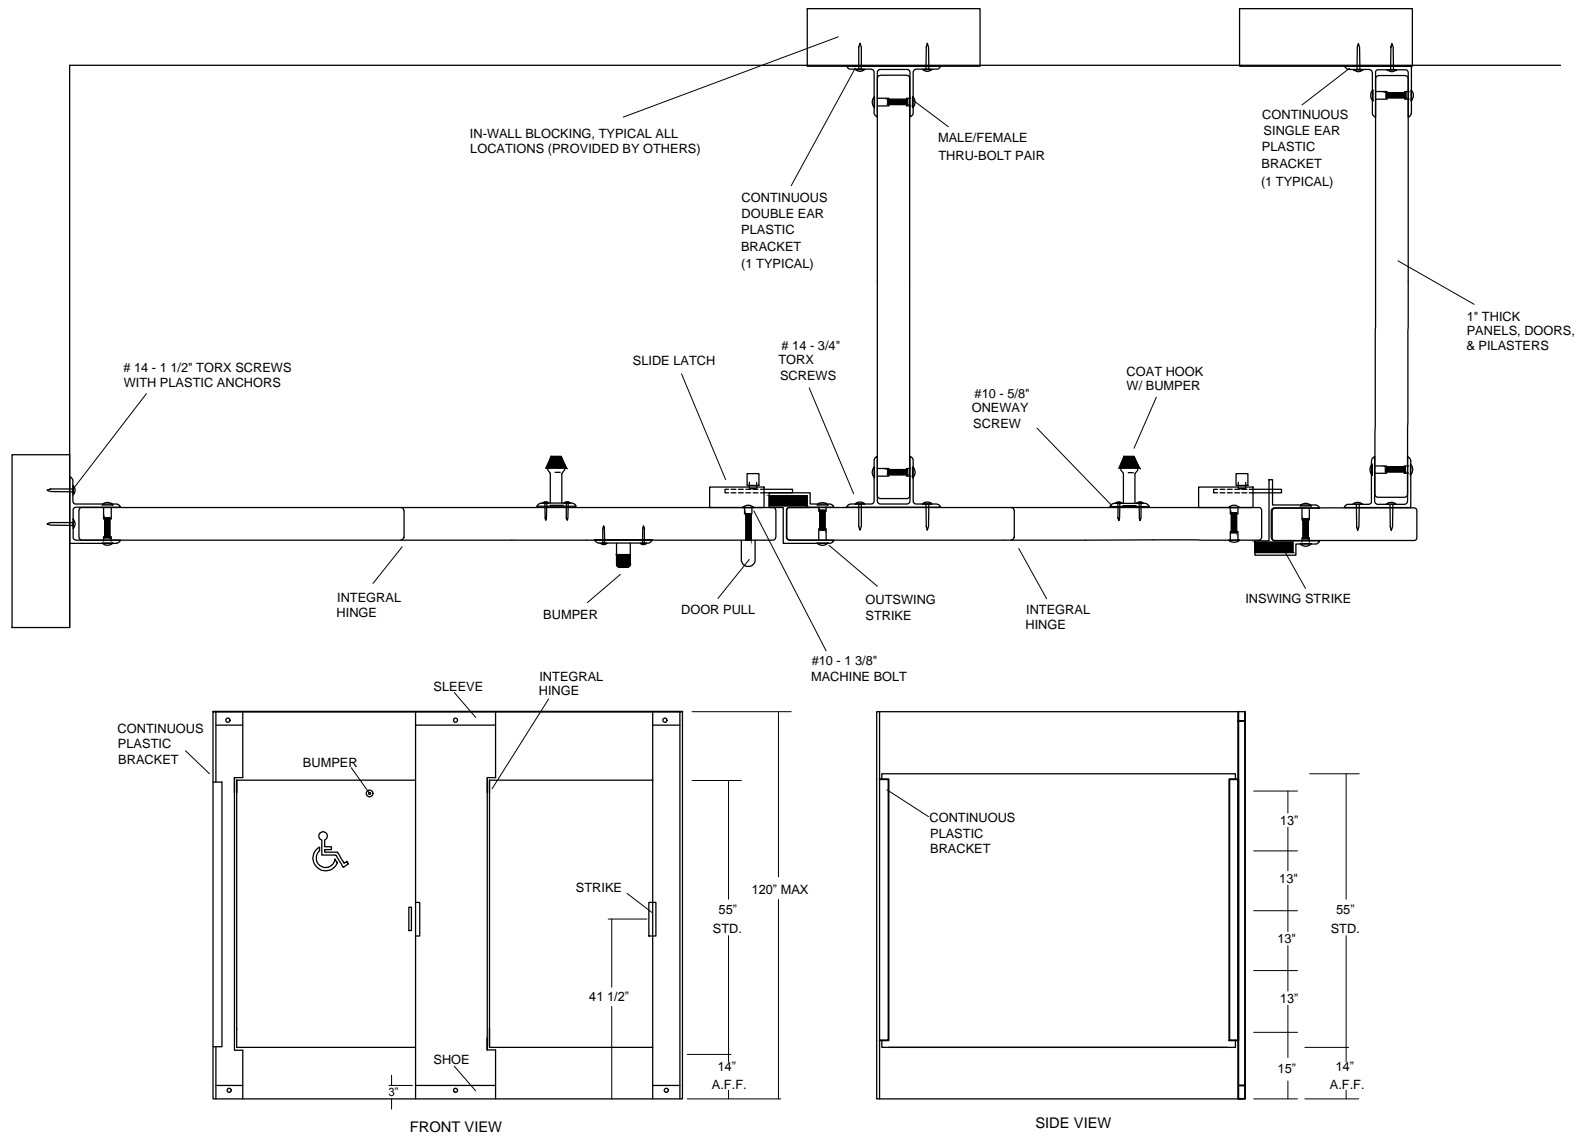 IN-WALL BLOCKING, TYPICAL ALL
LOCATIONS (PROVIDED BY OTHERS)
MALE/FEMALE
THRU-BOLT PAIR
CONTINUOUS
SINGLE EAR
PLASTIC
BRACKET
(1 TYPICAL)
CONTINUOUS
DOUBLE EAR
PLASTIC
BRACKET
(1 TYPICAL)
1" THICK
PANELS, DOORS,
& PILASTERS
# 14 - 1 1/2" TORX SCREWS
WITH PLASTIC ANCHORS
SLIDE LATCH
# 14 - 3/4"
TORX
SCREWS
#10 - 5/8"
ONEWAY
SCREW
COAT HOOK
W/ BUMPER
INTEGRAL
HINGE
BUMPER
DOOR PULL
OUTSWING
STRIKE
INTEGRAL
HINGE
INSWING STRIKE
#10 - 1 3/8"
MACHINE BOLT
SLEEVE
INTEGRAL
HINGE
CONTINUOUS
PLASTIC
BRACKET
BUMPER
STRIKE
120” MAX
55”
STD.
41 1/2”
SHOE
3”
14”
A.F.F.
FRONT VIEW
CONTINUOUS
PLASTIC
BRACKET
13”
13”
13”
13”
15”
55”
STD.
14”
A.F.F.
SIDE VIEW